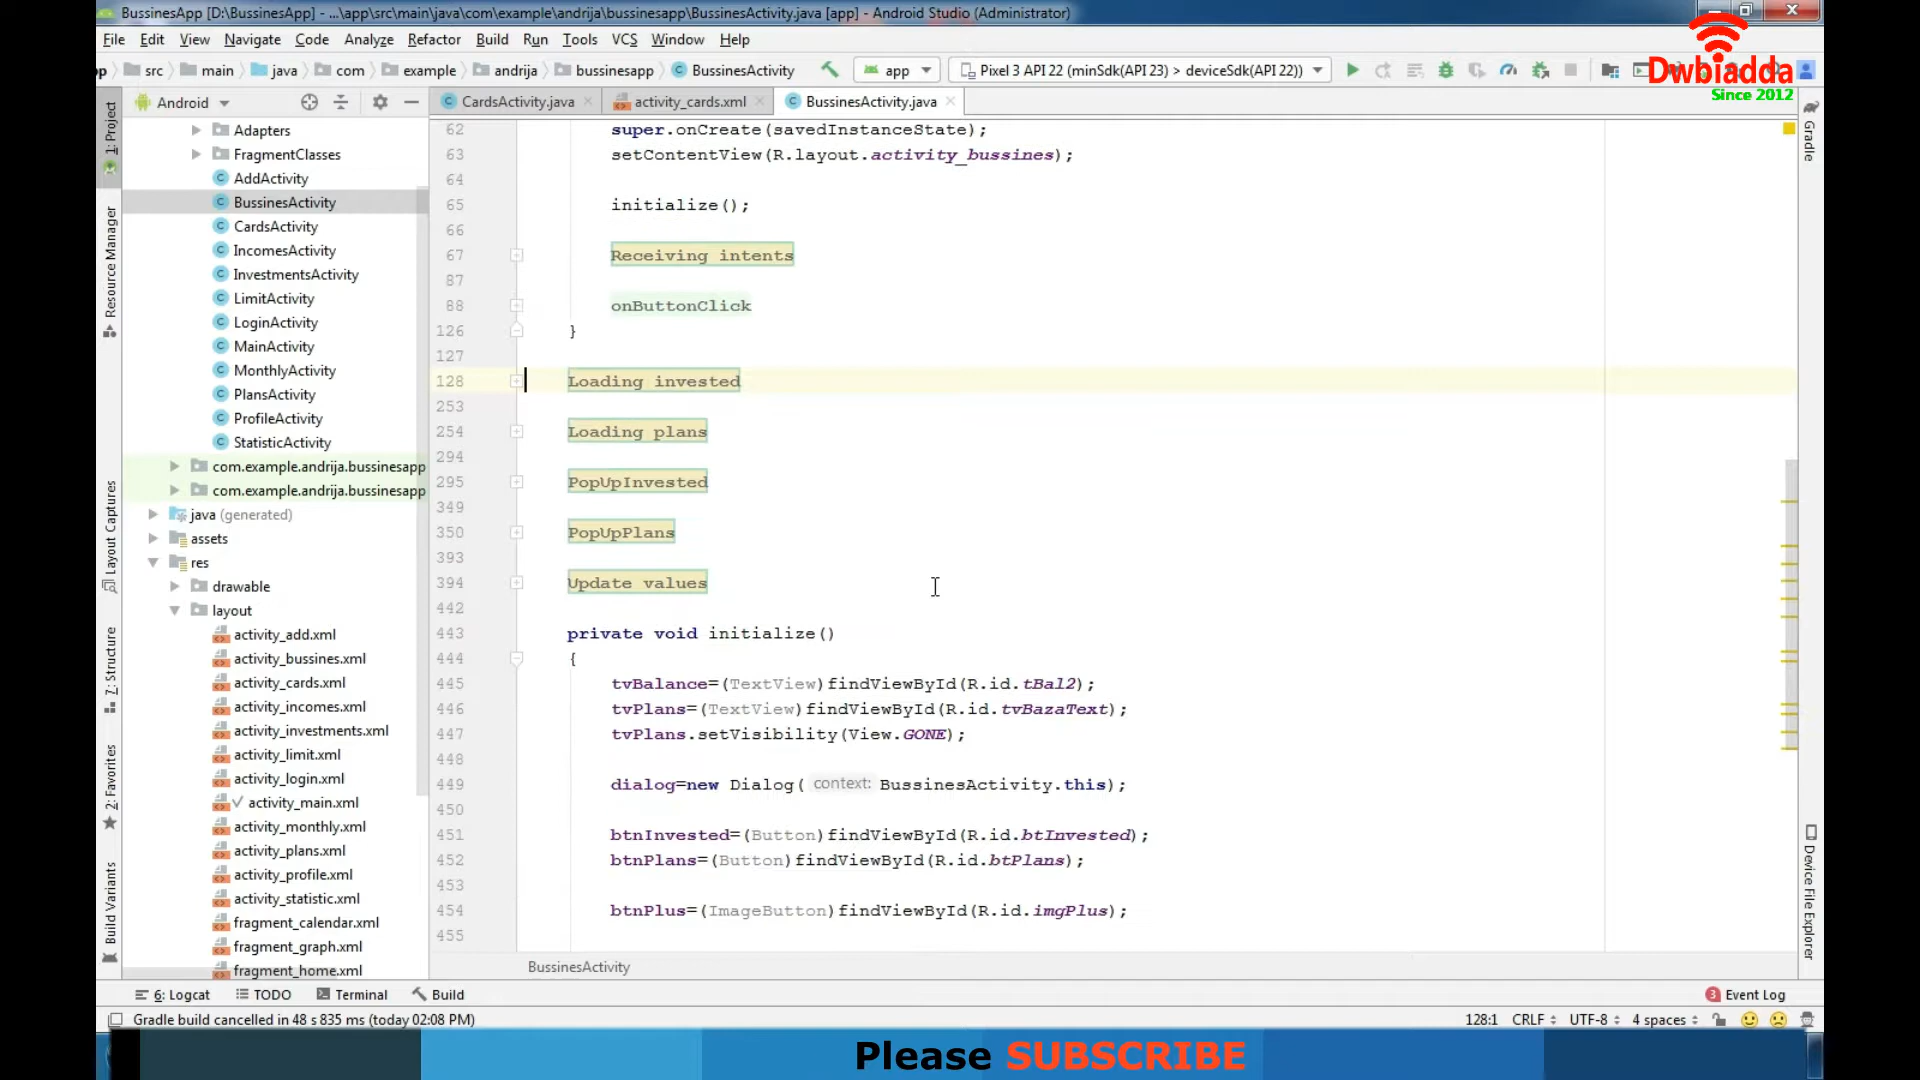 BussinesApp [D:\BussinesApp] - ...\app\src\main\java\com\example\andrija\bussinesapp\BussinesActivity.java [app] - Android Studio (Administrator)
File Edit View Navigate Code Analyze Refactor Build Run Tools VCS Window Help
src main java com example andrija bussinesapp BussinesActivity app Pixel 3 API 22 (minSdk(API 23) > deviceSdk(API 22))
Dwbiadda
Since 2012
Android
CardsActivity.java activity_cards.xml BussinesActivity.java
1: Project
Resource Manager
Layout Captures
7: Structure
2: Favorites
Build Variants
Adapters
FragmentClasses
AddActivity
BussinesActivity
CardsActivity
IncomesActivity
InvestmentsActivity
LimitActivity
LoginActivity
MainActivity
MonthlyActivity
PlansActivity
ProfileActivity
StatisticActivity
com.example.andrija.bussinesapp
com.example.andrija.bussinesapp
java (generated)
assets
res
drawable
layout
activity_add.xml
activity_bussines.xml
activity_cards.xml
activity_incomes.xml
activity_investments.xml
activity_limit.xml
activity_login.xml
activity_main.xml
activity_monthly.xml
activity_plans.xml
activity_profile.xml
activity_statistic.xml
fragment_calendar.xml
fragment_graph.xml
fragment_home.xml
62 super.onCreate(savedInstanceState);
63 setContentView(R.layout.activity_bussines);
64
65 initialize();
66
67 Receiving intents
87
88 onButtonClick
126 }
127
128 Loading invested
253
254 Loading plans
294
295 PopUpInvested
349
350 PopUpPlans
393
394 Update values
442
443 private void initialize()
444 {
445 tvBalance=(TextView)findViewById(R.id.tBal2);
446 tvPlans=(TextView)findViewById(R.id.tvBazaText);
447 tvPlans.setVisibility(View.GONE);
448
449 dialog=new Dialog( context: BussinesActivity.this);
450
451 btnInvested=(Button)findViewById(R.id.btInvested);
452 btnPlans=(Button)findViewById(R.id.btPlans);
453
454 btnPlus=(ImageButton)findViewById(R.id.imgPlus);
455
BussinesActivity
Gradle
Device File Explorer
6: Logcat TODO Terminal Build 3 Event Log
Gradle build cancelled in 48 s 835 ms (today 02:08 PM) 128:1 CRLF UTF-8 4 spaces
Please SUBSCRIBE